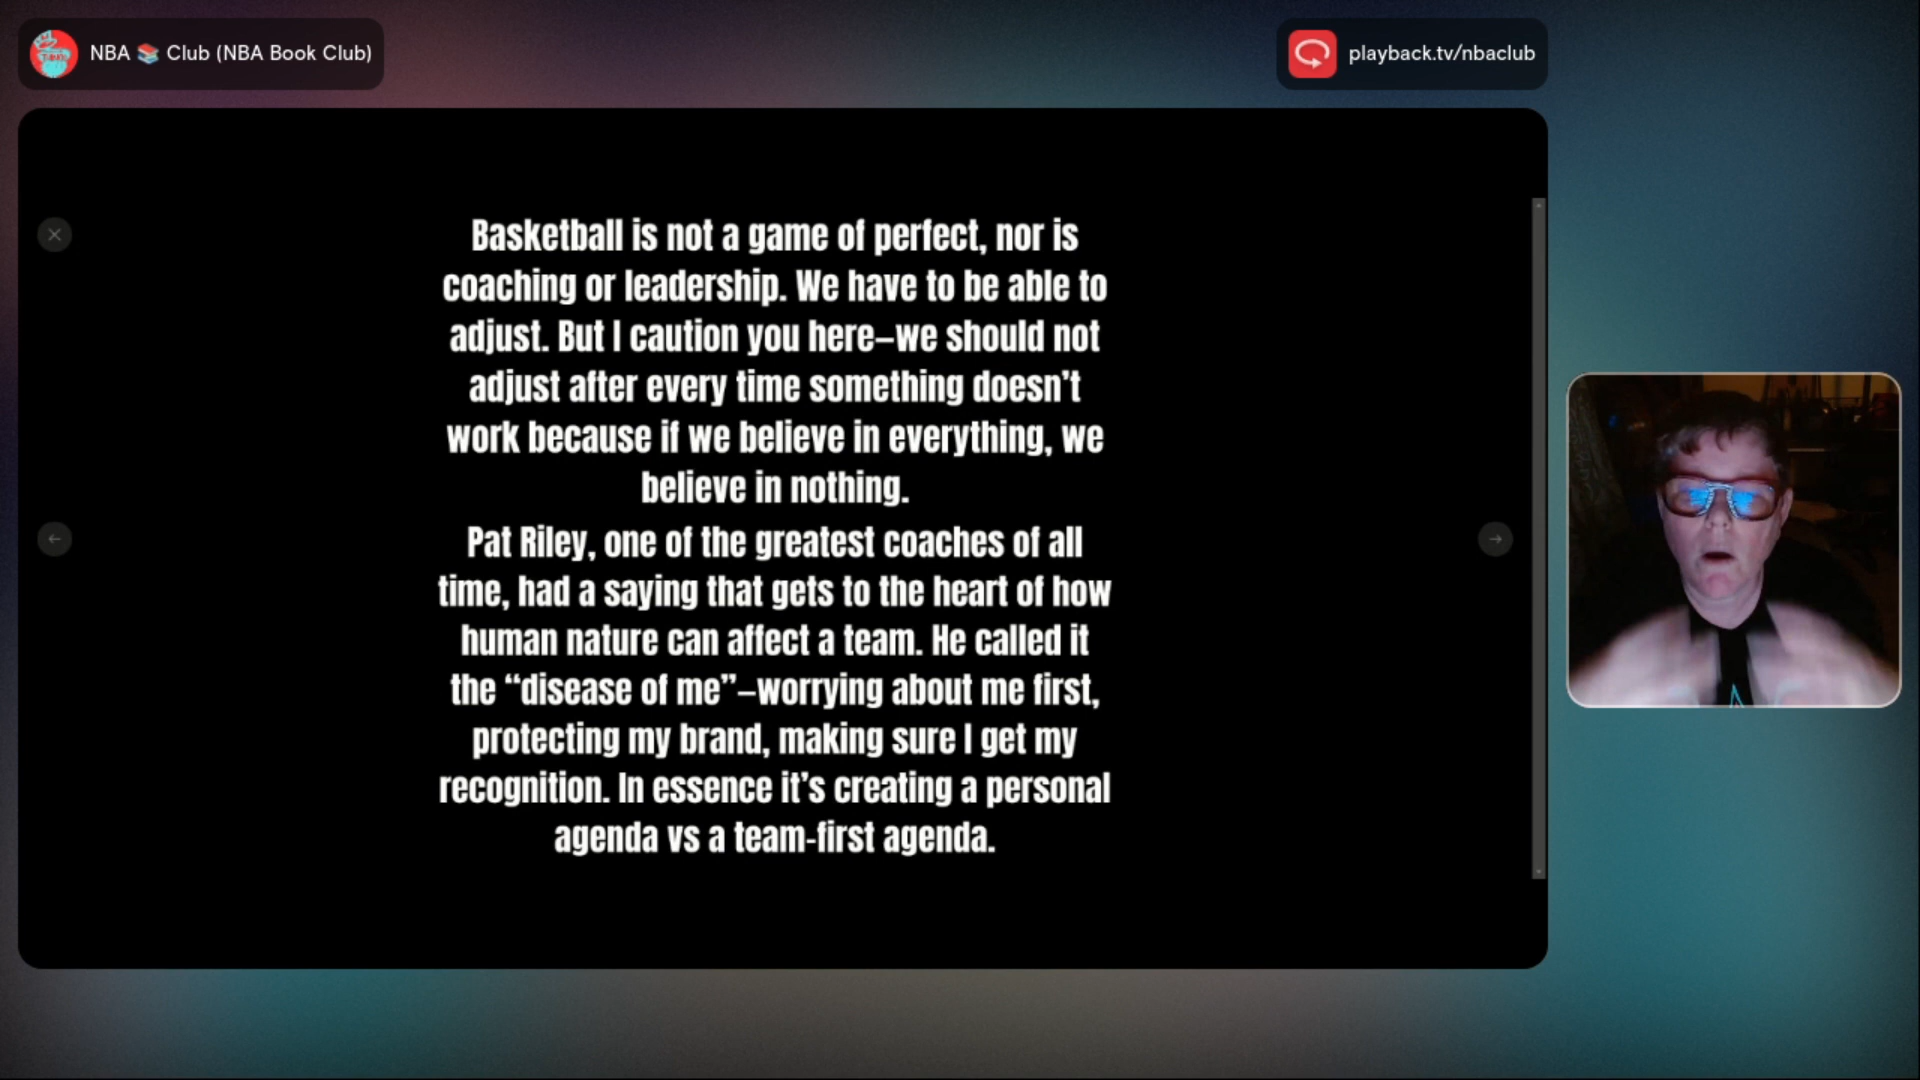 NBA 📚 Club (NBA Book Club)
playback.tv/nbaclub
Basketball is not a game of perfect, nor is
coaching or leadership. We have to be able to
adjust. But I caution you here—we should not
adjust after every time something doesn’t
work because if we believe in everything, we
believe in nothing.
Pat Riley, one of the greatest coaches of all
time, had a saying that gets to the heart of how
human nature can affect a team. He called it
the “disease of me”—worrying about me first,
protecting my brand, making sure I get my
recognition. In essence it’s creating a personal
agenda vs a team-first agenda.